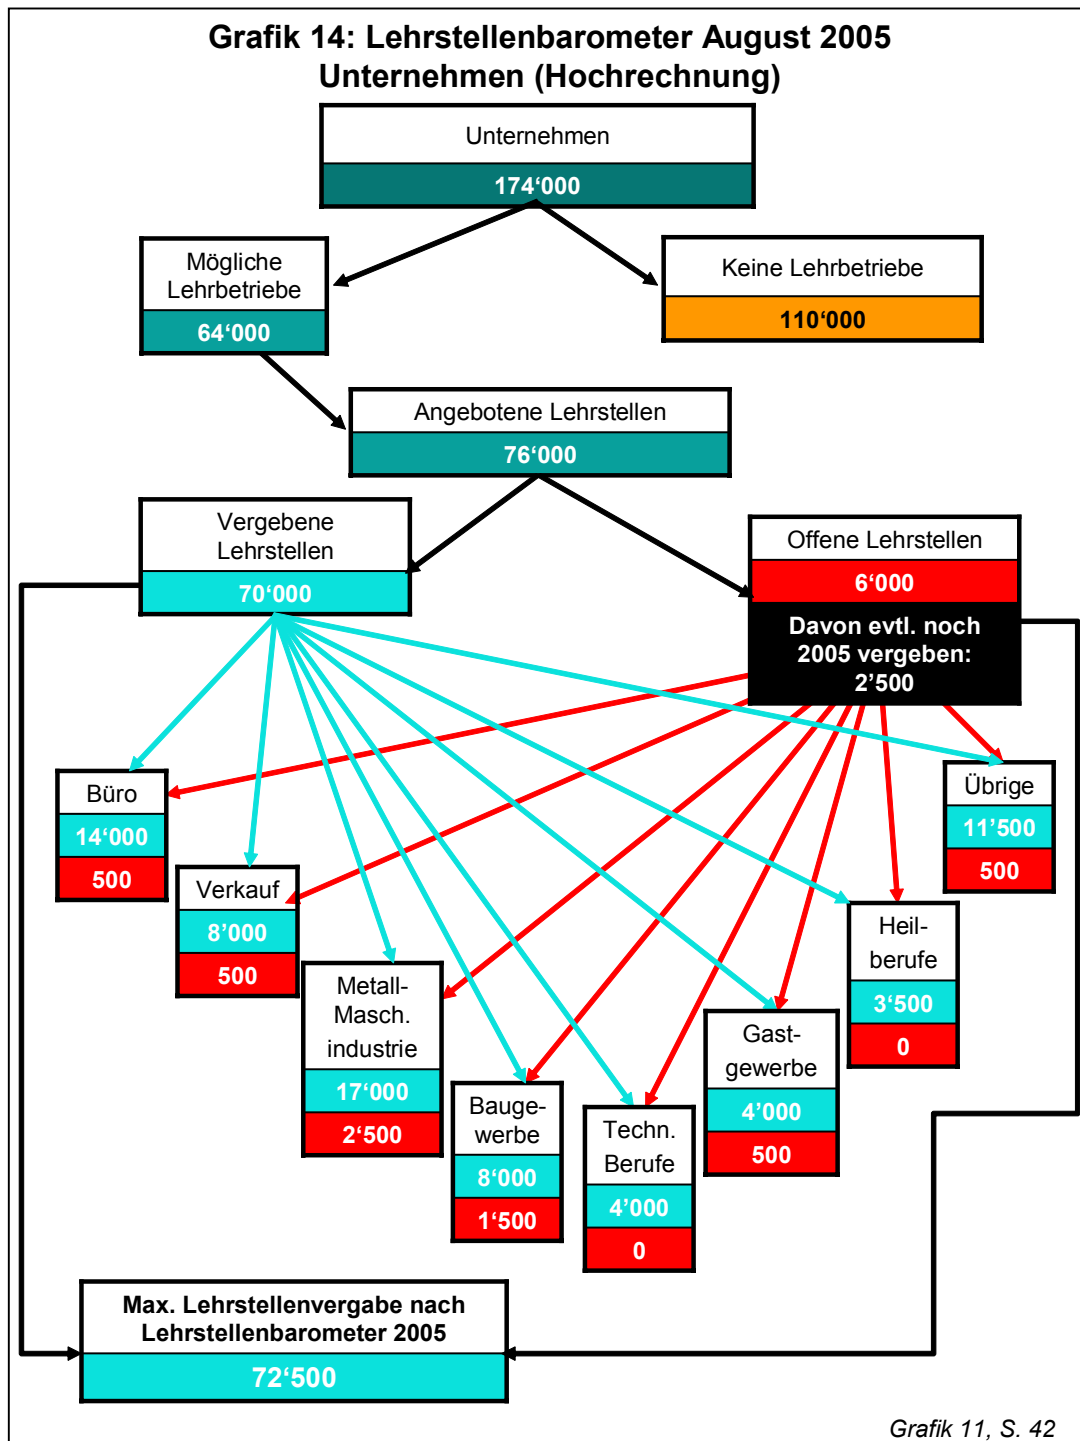 Grafik 14: Lehrstellenbarometer August 2005
Unternehmen (Hochrechnung)
Unternehmen
174‘000
Mögliche
Lehrbetriebe
64‘000
Keine Lehrbetriebe
110‘000
Angebotene Lehrstellen
76‘000
Vergebene
Lehrstellen
70‘000
Offene Lehrstellen
6‘000
Davon evtl. noch
2005 vergeben:
2’500
Büro
14‘000
500
Verkauf
8’000
500
Metall-
Masch.
industrie
17‘000
2‘500
Bauge-
werbe
8’000
1‘500
Techn.
Berufe
4’000
0
Gast-
gewerbe
4’000
500
Heil-
berufe
3‘500
0
Übrige
11’500
500
Max. Lehrstellenvergabe nach
Lehrstellenbarometer 2005
72‘500
Grafik 11, S. 42